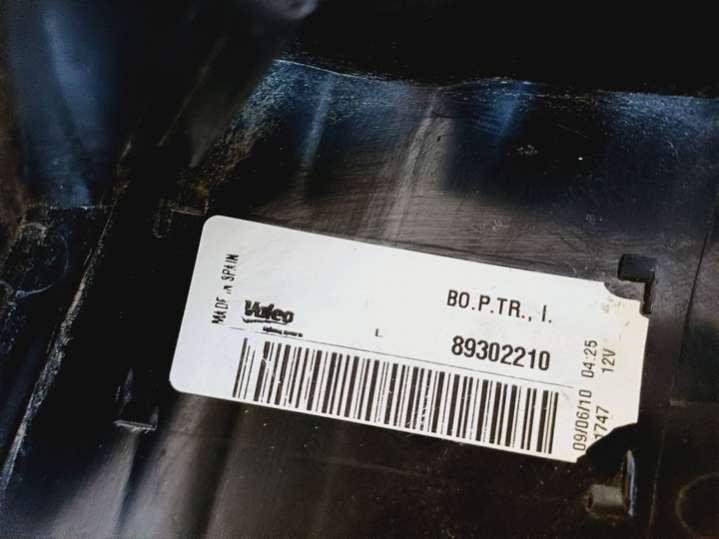 MADE IN SPAIN
Valeo
BO.P.TR., I.
L
89302210
09/06/10 04:25
1747 12V